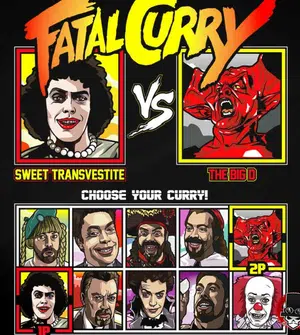 FATAL CURRY
VS
SWEET TRANSVESTITE
THE BIG D
CHOOSE YOUR CURRY!
2P
1P